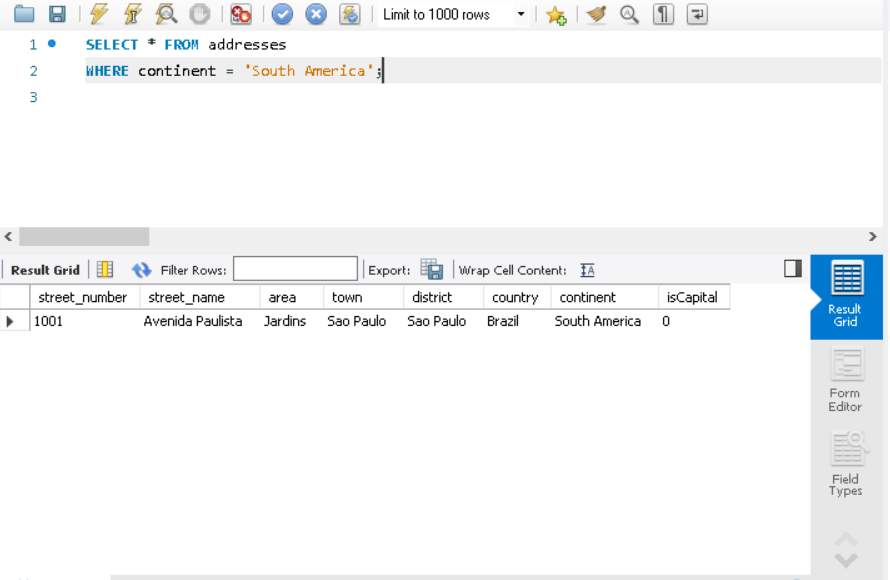 Limit to 1000 rows
1 SELECT * FROM addresses
2 WHERE continent = 'South America';
3
Result Grid Filter Rows: Export: Wrap Cell Content: IA
street_number street_name area town district country continent isCapital
1001 Avenida Paulista Jardins Sao Paulo Sao Paulo Brazil South America 0
Result
Grid
Form
Editor
Field
Types